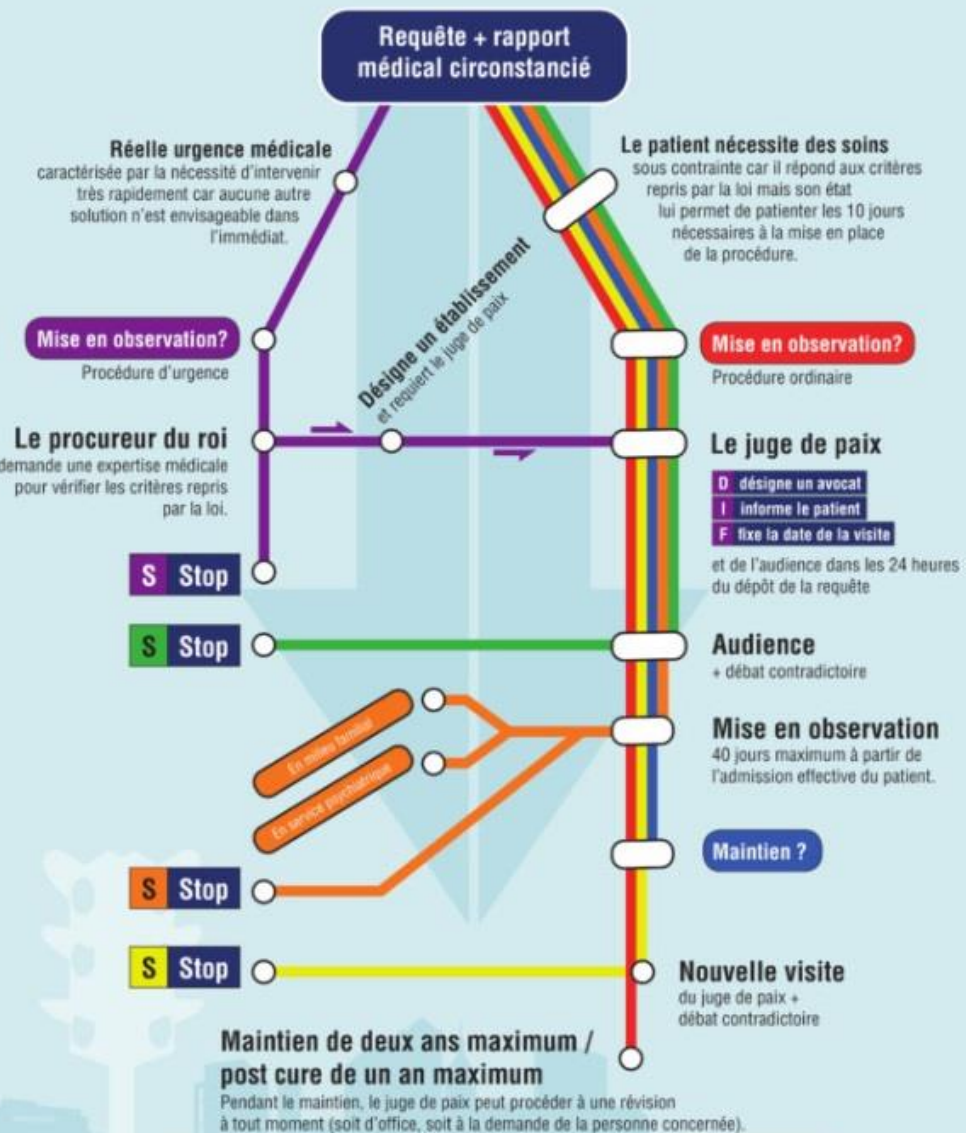 Requête + rapport
médical circonstancié
Réelle urgence médicale
caractérisée par la nécessité d'intervenir
très rapidement car aucune autre
solution n'est envisageable dans
l'immédiat.
Le patient nécessite des soins
sous contrainte car il répond aux critères
repris par la loi mais son état
lui permet de patienter les 10 jours
nécessaires à la mise en place
de la procédure.
Mise en observation?
Procédure d'urgence
Désigne un établissement
et requiert le juge de paix
Mise en observation?
Procédure ordinaire
Le procureur du roi
demande une expertise médicale
pour vérifier les critères repris
par la loi.
Le juge de paix
D désigne un avocat
I informe le patient
F fixe la date de la visite
et de l'audience dans les 24 heures
du dépôt de la requête
S Stop
S Stop
Audience
+ débat contradictoire
En milieu familial
En service psychiatrique
Mise en observation
40 jours maximum à partir de
l'admission effective du patient.
Maintien ?
S Stop
S Stop
Nouvelle visite
du juge de paix +
débat contradictoire
Maintien de deux ans maximum /
post cure de un an maximum
Pendant le maintien, le juge de paix peut procéder à une révision
à tout moment (soit d'office, soit à la demande de la personne concernée).